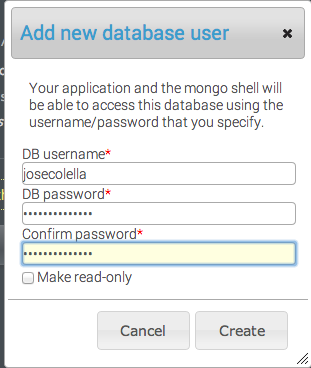 Add new database user ×
Your application and the mongo shell will
be able to access this database using the
username/password that you specify.
DB username*
josecolella
DB password*
••••••••••••••
Confirm password*
••••••••••••••
Make read-only
Cancel Create